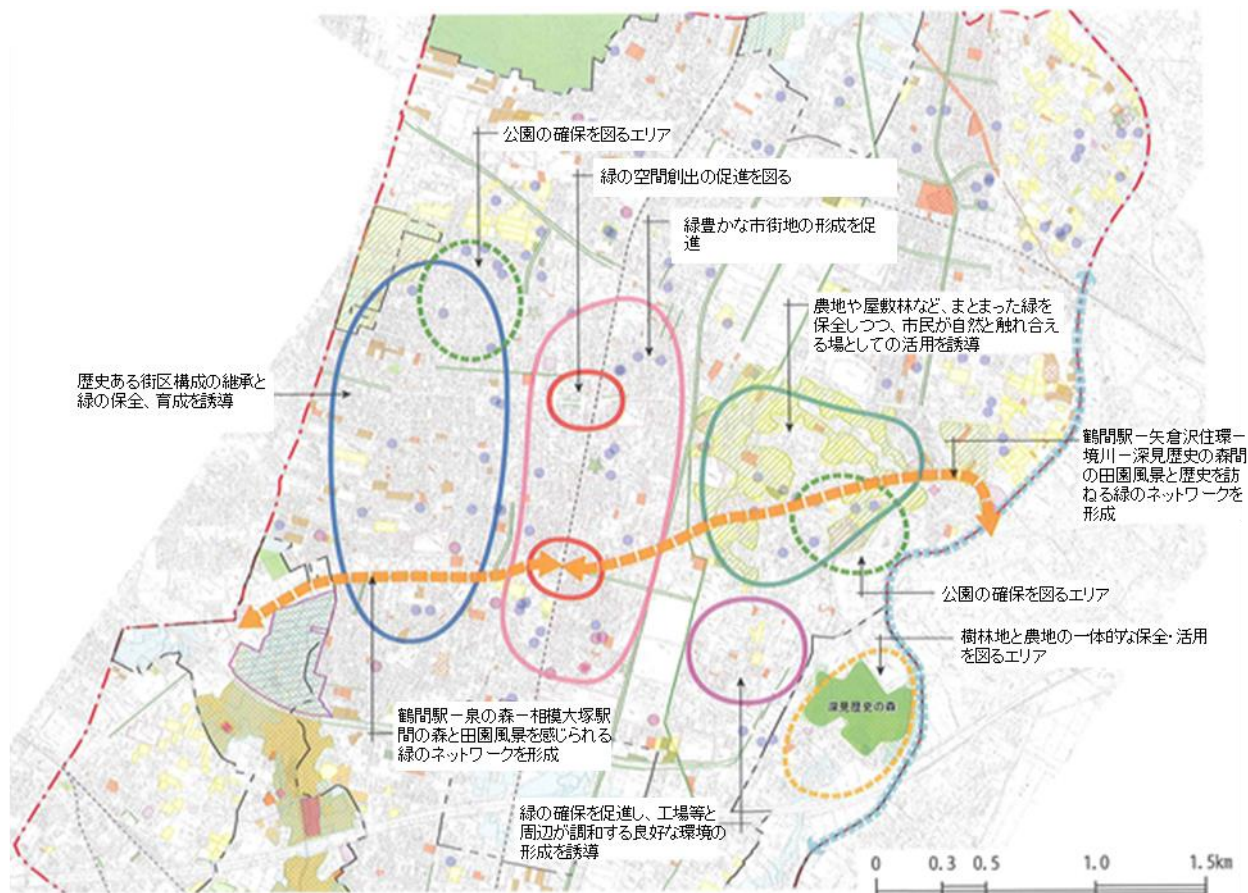 公園の確保を図るエリア
緑の空間創出の促進を図る
緑豊かな市街地の形成を促
進
農地や屋敷林など、まとまった緑を
保全しつつ、市民が自然と触れ合え
る場としての活用を誘導
歴史ある街区構成の継承と
緑の保全、育成を誘導
鶴間駅－矢倉沢住環－
境川－深見歴史の森間
の田園風景と歴史を訪
ねる緑のネットワークを
形成
公園の確保を図るエリア
樹林地と農地の一体的な保全・活用
を図るエリア
深見歴史の森
鶴間駅－泉の森－相模大塚駅
間の森と田園風景を感じられる
緑のネットワークを形成
緑の確保を促進し、工場等と
周辺が調和する良好な環境の
形成を誘導
0 0.3 0.5 1.0 1.5km